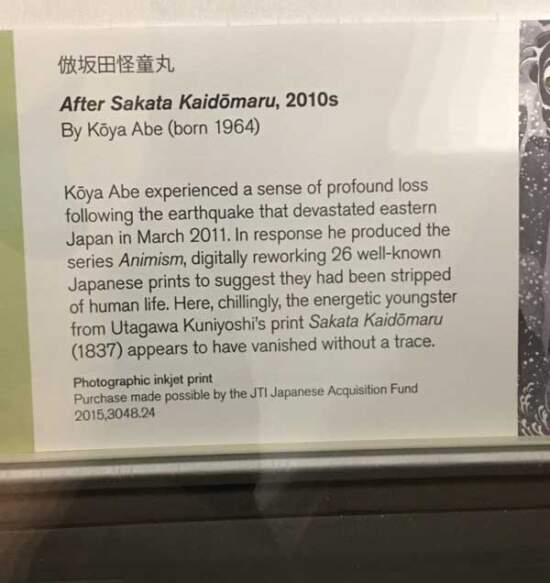 倣坂田怪童丸
After Sakata Kaidōmaru, 2010s
By Kōya Abe (born 1964)
Kōya Abe experienced a sense of profound loss
following the earthquake that devastated eastern
Japan in March 2011. In response he produced the
series Animism, digitally reworking 26 well-known
Japanese prints to suggest they had been stripped
of human life. Here, chillingly, the energetic youngster
from Utagawa Kuniyoshi's print Sakata Kaidōmaru
(1837) appears to have vanished without a trace.
Photographic inkjet print
Purchase made possible by the JTI Japanese Acquisition Fund
2015,3048.24